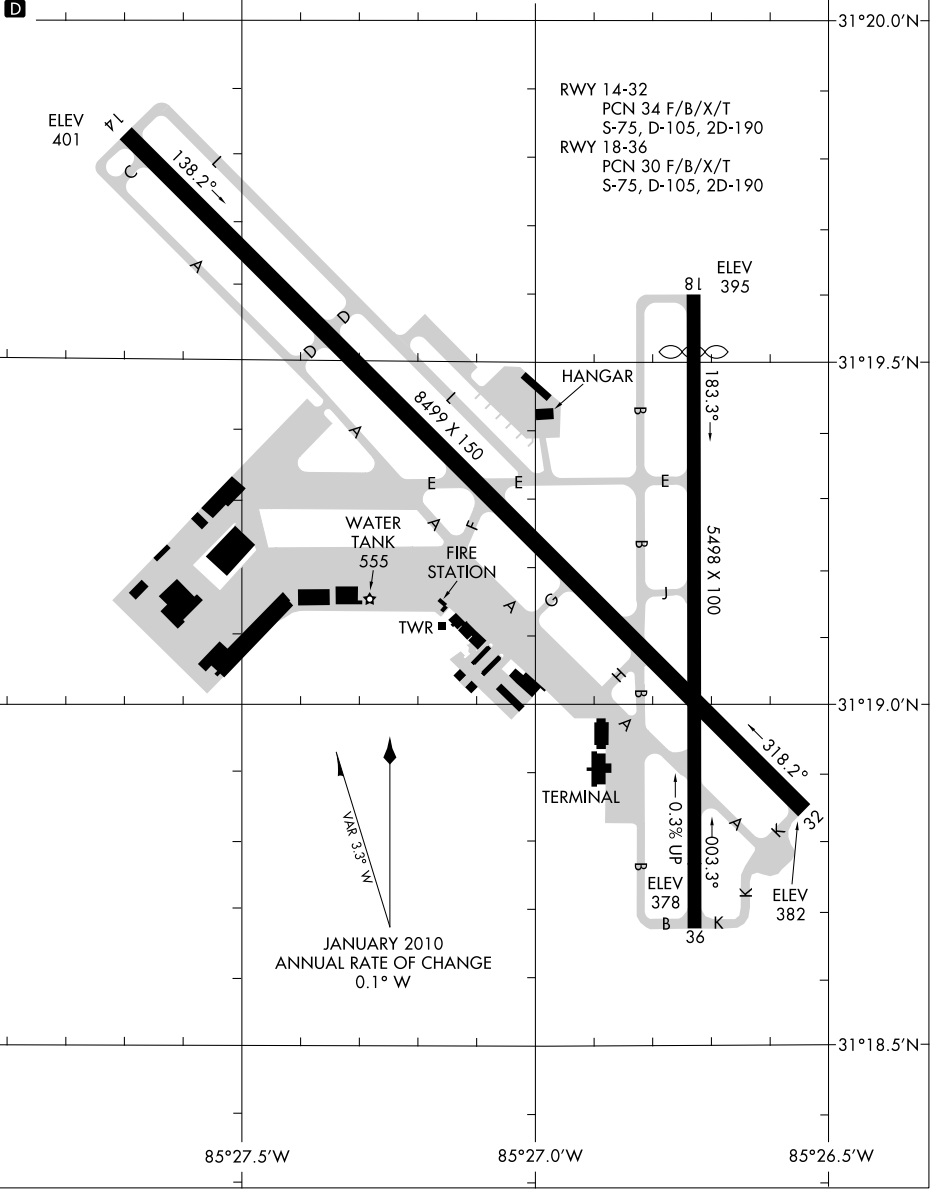 D
31°20.0'N
RWY 14-32
PCN 34 F/B/X/T
S-75, D-105, 2D-190
RWY 18-36
PCN 30 F/B/X/T
S-75, D-105, 2D-190
ELEV
401
14
L
138.2°
C
A
ELEV
395
18
D
D
31°19.5'N
HANGAR
183.3°
L
8499 X 150
B
A
E
E
E
A
F
WATER
TANK
555
FIRE
STATION
B
5498 X 100
J
A
G
TWR
H
B
31°19.0'N
A
318.2°
TERMINAL
32
A
K
0.3% UP
003.3°
VAR 3.3° W
B
K
ELEV
378
ELEV
382
B
K
36
JANUARY 2010
ANNUAL RATE OF CHANGE
0.1° W
31°18.5'N
85°27.5'W
85°27.0'W
85°26.5'W